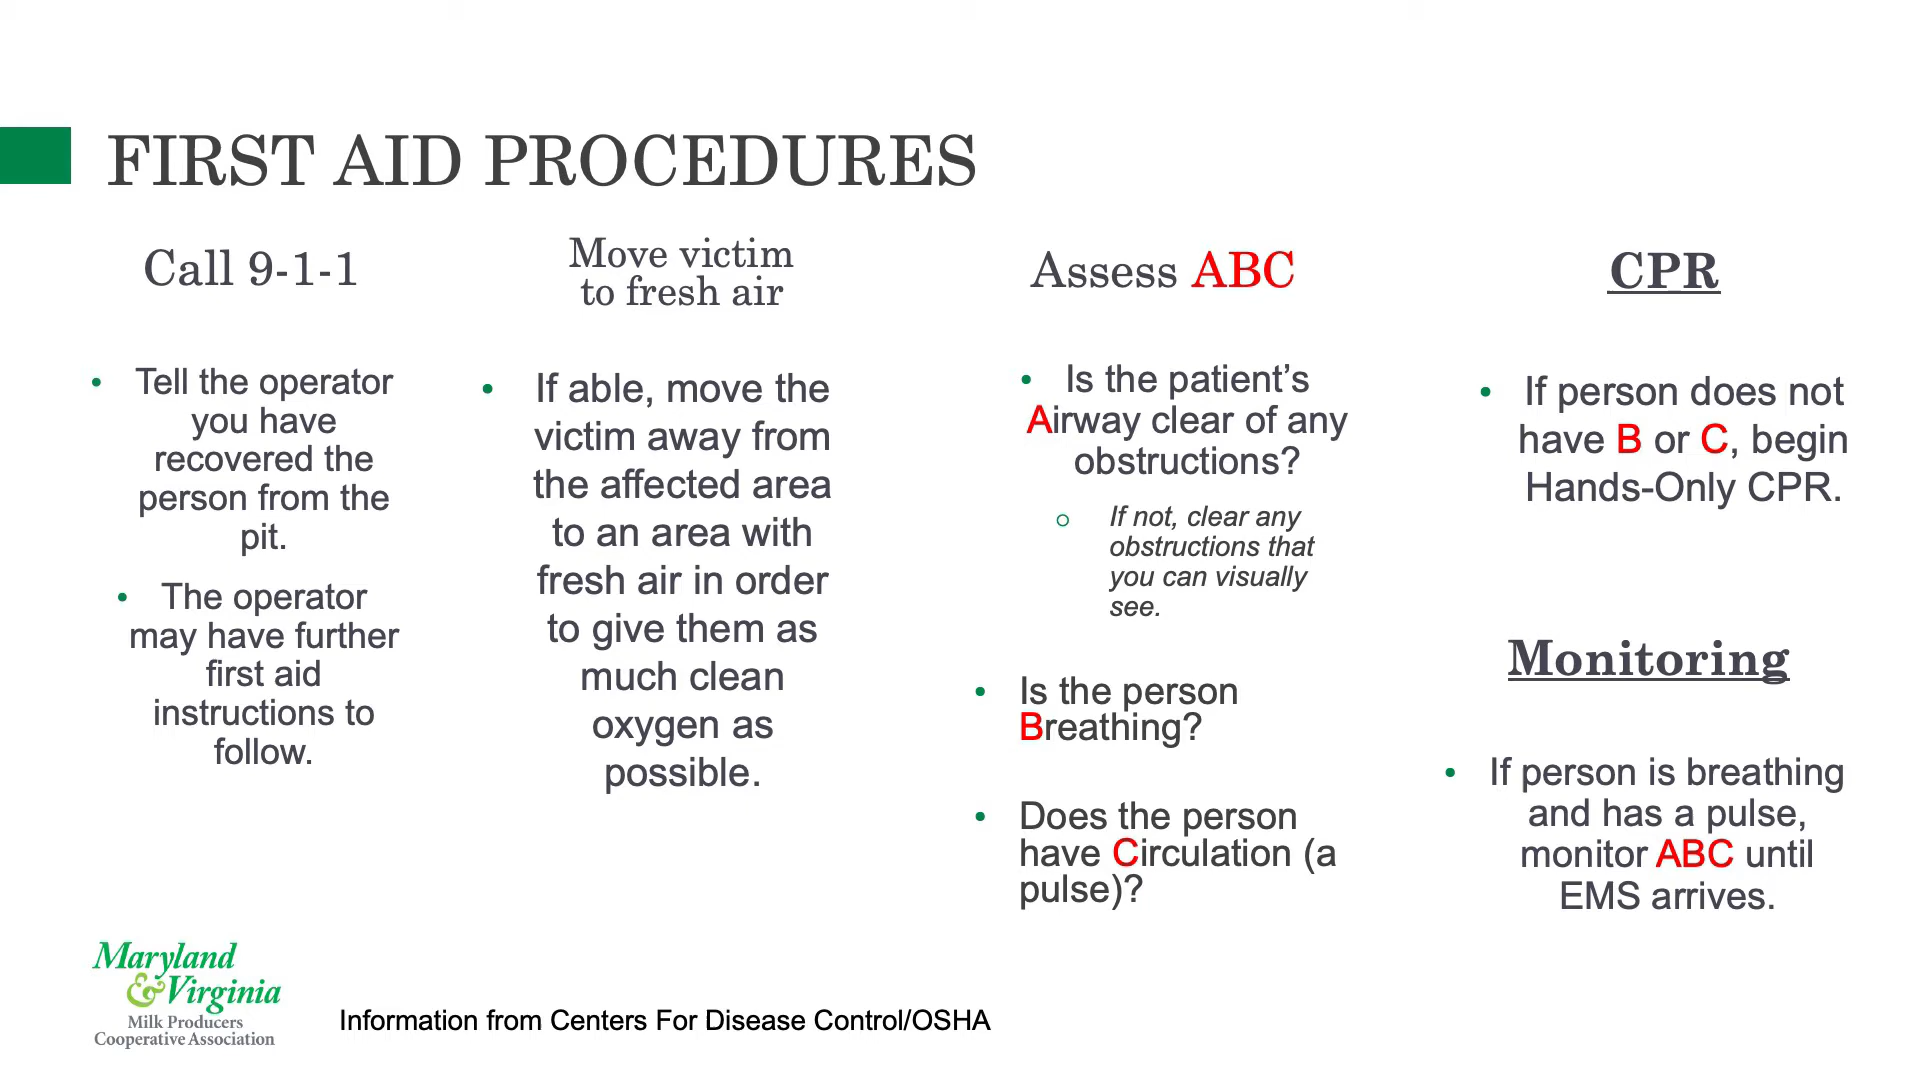 FIRST AID PROCEDURES
Call 9-1-1
• Tell the operator
you have
recovered the
person from the
pit.
• The operator
may have further
first aid
instructions to
follow.
Move victim
to fresh air
• If able, move the
victim away from
the affected area
to an area with
fresh air in order
to give them as
much clean
oxygen as
possible.
Assess ABC
• Is the patient’s
Airway clear of any
obstructions?
○ If not, clear any
obstructions that
you can visually
see.
• Is the person
Breathing?
• Does the person
have Circulation (a
pulse)?
CPR
• If person does not
have B or C, begin
Hands-Only CPR.
Monitoring
• If person is breathing
and has a pulse,
monitor ABC until
EMS arrives.
Maryland
&Virginia
Milk Producers
Cooperative Association
Information from Centers For Disease Control/OSHA